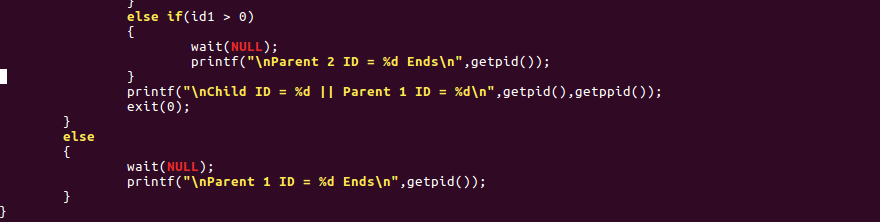 }
else if(id1 > 0)
{
wait(NULL);
printf("\nParent 2 ID = %d Ends\n",getpid());
}
printf("\nChild ID = %d || Parent 1 ID = %d\n",getpid(),getppid());
exit(0);
}
else
{
wait(NULL);
printf("\nParent 1 ID = %d Ends\n",getpid());
}
}